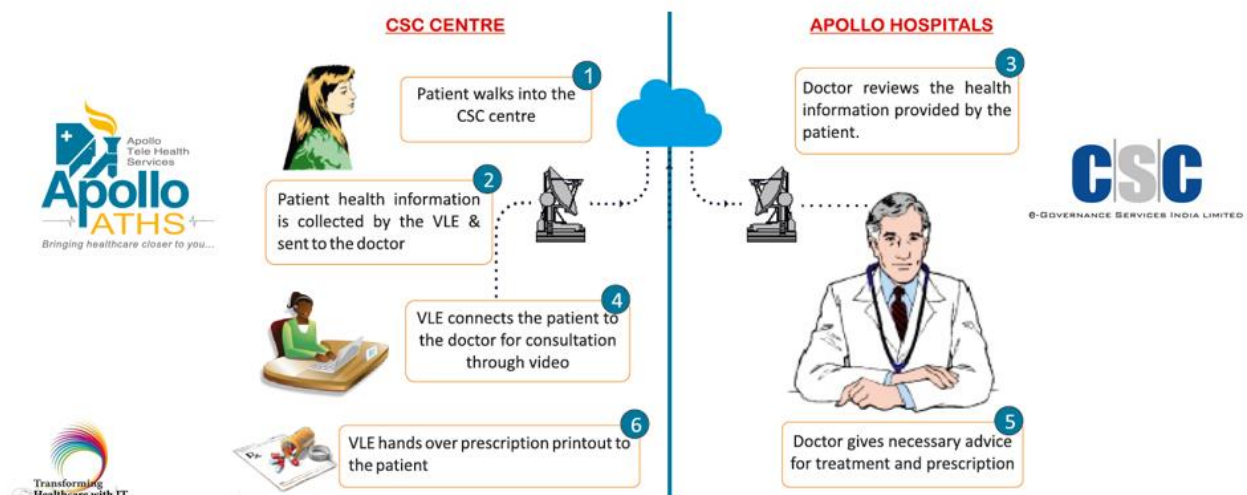 CSC CENTRE
APOLLO HOSPITALS
1
Patient walks into the
CSC centre
3
Doctor reviews the health
information provided by the
patient.
Apollo
Tele Health
Services
Apollo
ATHS
Bringing healthcare closer to you...
2
Patient health information
is collected by the VLE &
sent to the doctor
CSC
e-GOVERNANCE SERVICES INDIA LIMITED
4
VLE connects the patient to
the doctor for consultation
through video
6
VLE hands over prescription printout to
the patient
5
Doctor gives necessary advice
for treatment and prescription
Transforming
Healthcare with IT